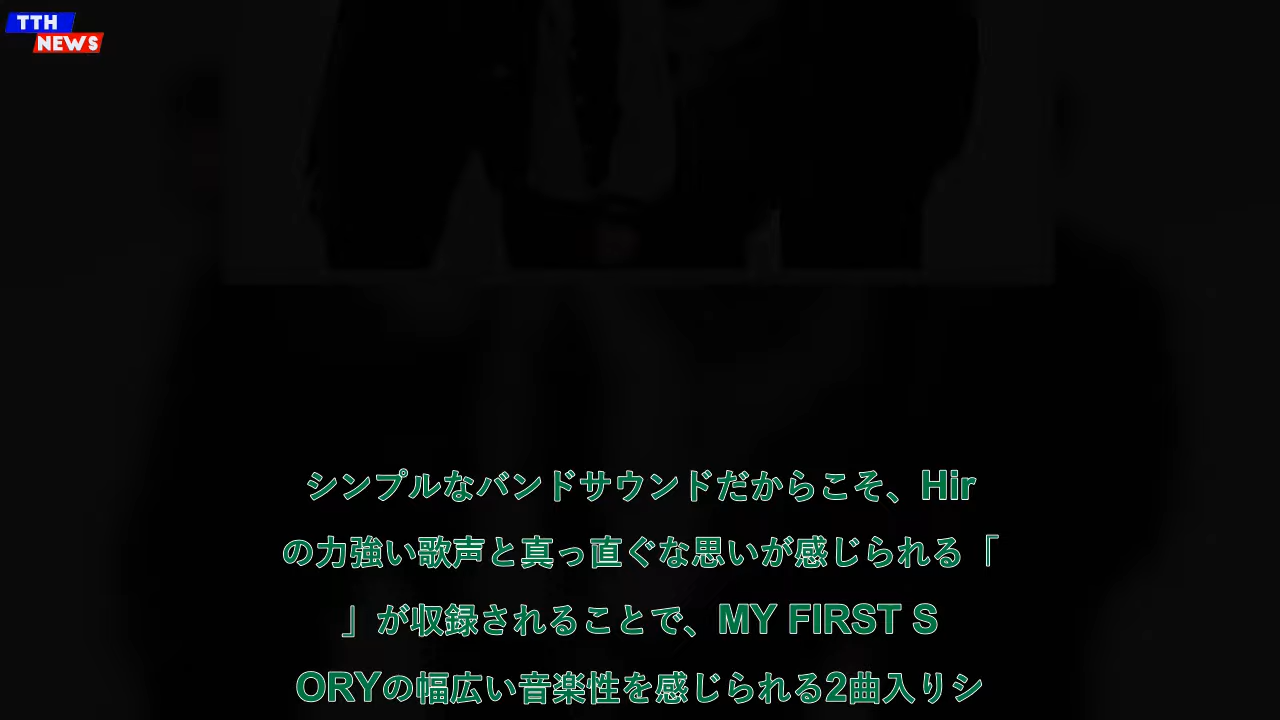 TTH
NEWS
シンプルなバンドサウンドだからこそ、Hir
の力強い歌声と真っ直ぐな思いが感じられる「
」が収録されることで、MY FIRST S
ORYの幅広い音楽性を感じられる2曲入りシ